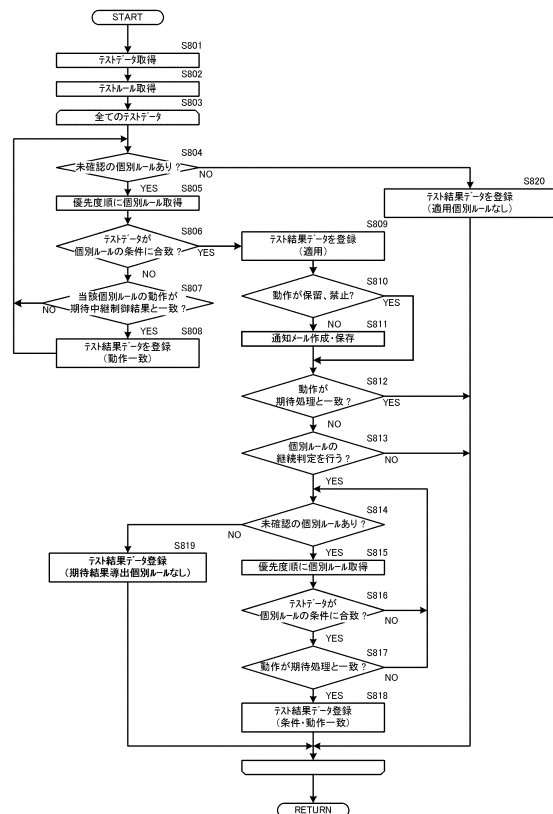 START
S801
テストデータ取得
S802
テストルール取得
S803
全てのテストデータ
S804
未確認の個別ルールあり?
NO
YES
S805
優先度順に個別ルール取得
S806
テストデータが
個別ルールの条件に合致?
YES
NO
S807
当該個別ルールの動作が
期待中継制御結果と一致?
NO
YES
S808
テスト結果データを登録
(動作一致)
S820
テスト結果データを登録
(適用個別ルールなし)
S809
テスト結果データを登録
(適用)
S810
動作が保留、禁止?
YES
NO
S811
通知メール作成・保存
S812
動作が
期待処理と一致?
YES
NO
S813
個別ルールの
継続判定を行う?
NO
YES
S814
未確認の個別ルールあり?
NO
YES
S819
テスト結果データ登録
(期待結果導出個別ルールなし)
S815
優先度順に個別ルール取得
S816
テストデータが
個別ルールの条件に合致?
NO
YES
S817
動作が期待処理と一致?
NO
YES
S818
テスト結果データ登録
(条件・動作一致)
RETURN